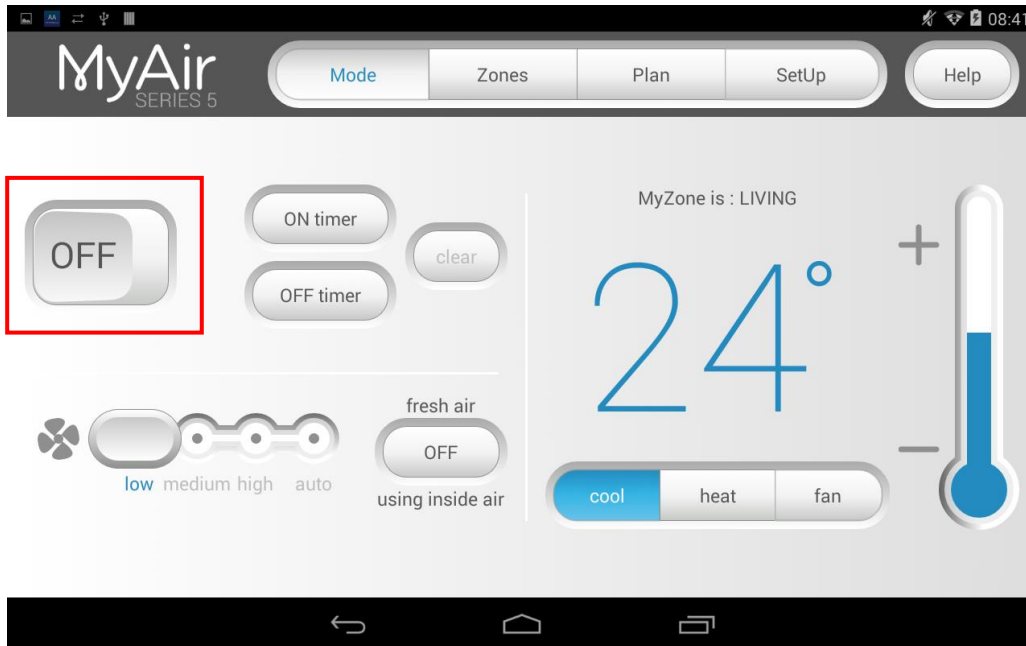 08:41
MyAir
SERIES 5
Mode
Zones
Plan
SetUp
Help
OFF
ON timer
OFF timer
clear
low medium high auto
fresh air
OFF
using inside air
MyZone is : LIVING
24°
+
−
cool
heat
fan